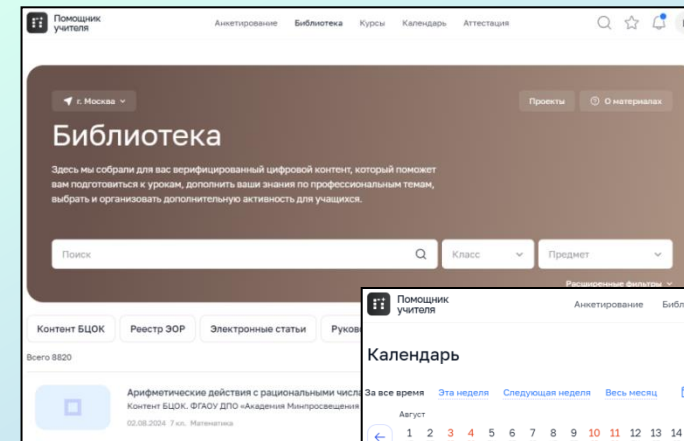 Помощник
учителя
Анкетирование Библиотека Курсы Календарь Аттестация
г. Москва
Проекты О материалах
Библиотека
Здесь мы собрали для вас верифицированный цифровой контент, который поможет
вам подготовиться к урокам, дополнить ваши знания по профессиональным темам,
выбрать и организовать дополнительную активность для учащихся.
Поиск Класс Предмет
Расширенные фильтры
Контент БЦОК Реестр ЭОР Электронные статьи
Всего 8820
Арифметические действия с рациональными
Контент БЦОК. ФГАОУ ДПО «Академия Минпросвещения
02.08.2024 7 кл. Математика
Помощник
учителя
Анкетирование
Календарь
За все время Эта неделя Следующая неделя Весь месяц
Август
1 2 3 4 5 6 7 8 9 10 11 12 13 14